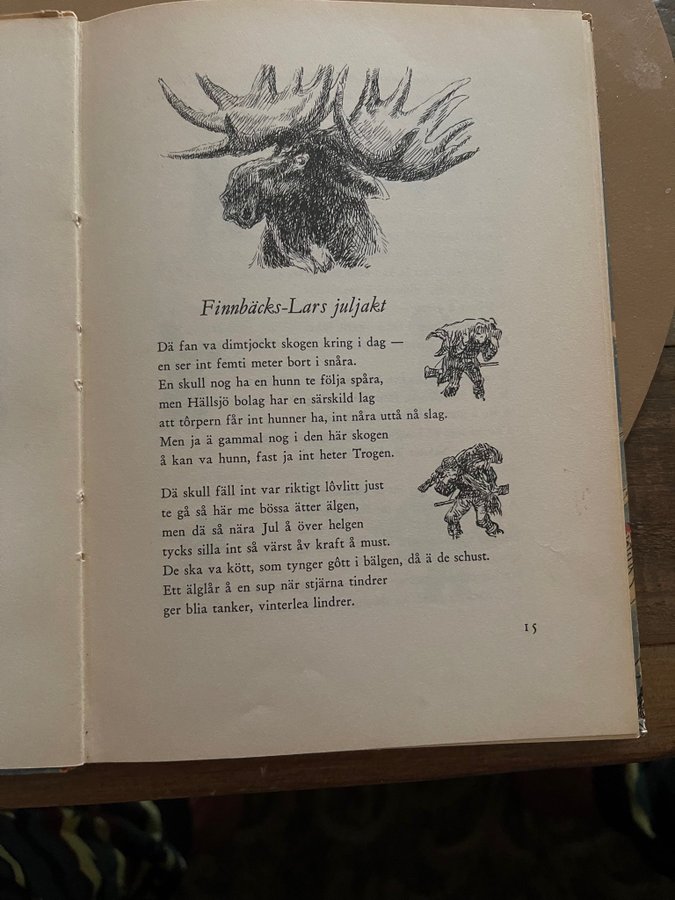 Finnbäcks-Lars juljakt
Dä fan va dimtjockt skogen kring i dag —
en ser int femti meter bort i snåra.
En skull nog ha en hunn te följa spåra,
men Hällsjö bolag har en särskild lag
att tôrpern får int hunner ha, int nåra uttå nå slag.
Men ja ä gammal nog i den här skogen
å kan va hunn, fast ja int heter Trogen.
Dä skull fäll int var riktigt lôvlitt just
te gå så här me bössa ätter älgen,
men dä så nära Jul å över helgen
tycks silla int så värst åv kraft å must.
De ska va kött, som tynger gôtt i bälgen, då ä de schust.
Ett älglår å en sup när stjärna tindrer
ger blia tanker, vinterlea lindrer.
15